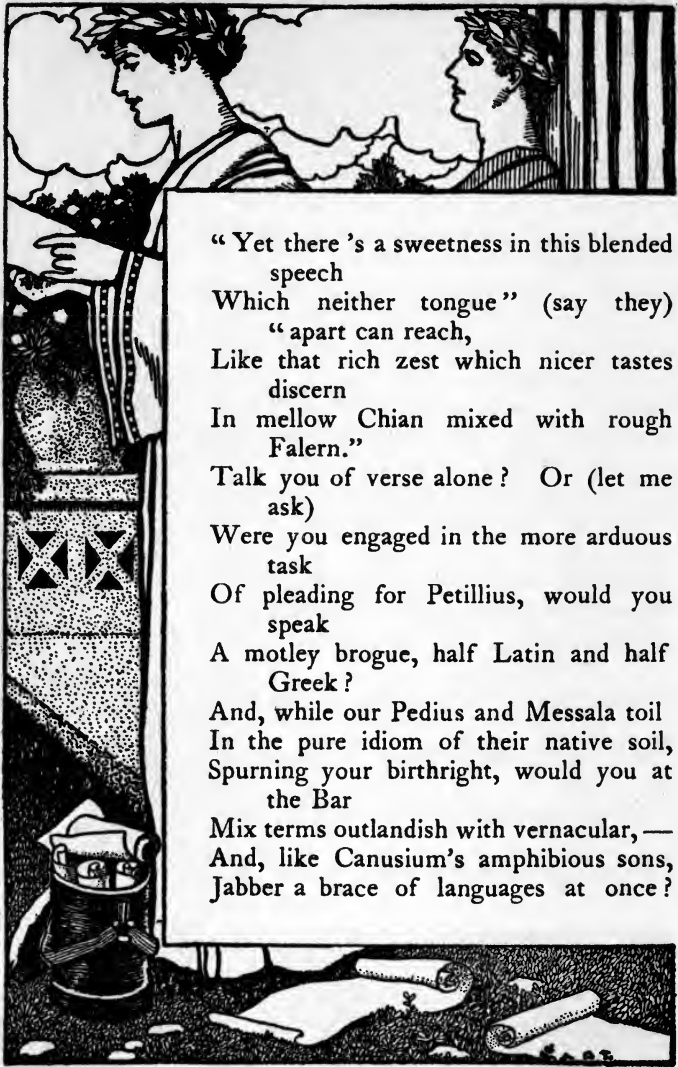 “ Yet there ’s a sweetness in this blended
speech
Which neither tongue ” (say they)
“ apart can reach,
Like that rich zest which nicer tastes
discern
In mellow Chian mixed with rough
Falern.”
Talk you of verse alone ? Or (let me
ask)
Were you engaged in the more arduous
task
Of pleading for Petillius, would you
speak
A motley brogue, half Latin and half
Greek ?
And, while our Pedius and Messala toil
In the pure idiom of their native soil,
Spurning your birthright, would you at
the Bar
Mix terms outlandish with vernacular, —
And, like Canusium’s amphibious sons,
Jabber a brace of languages at once ?